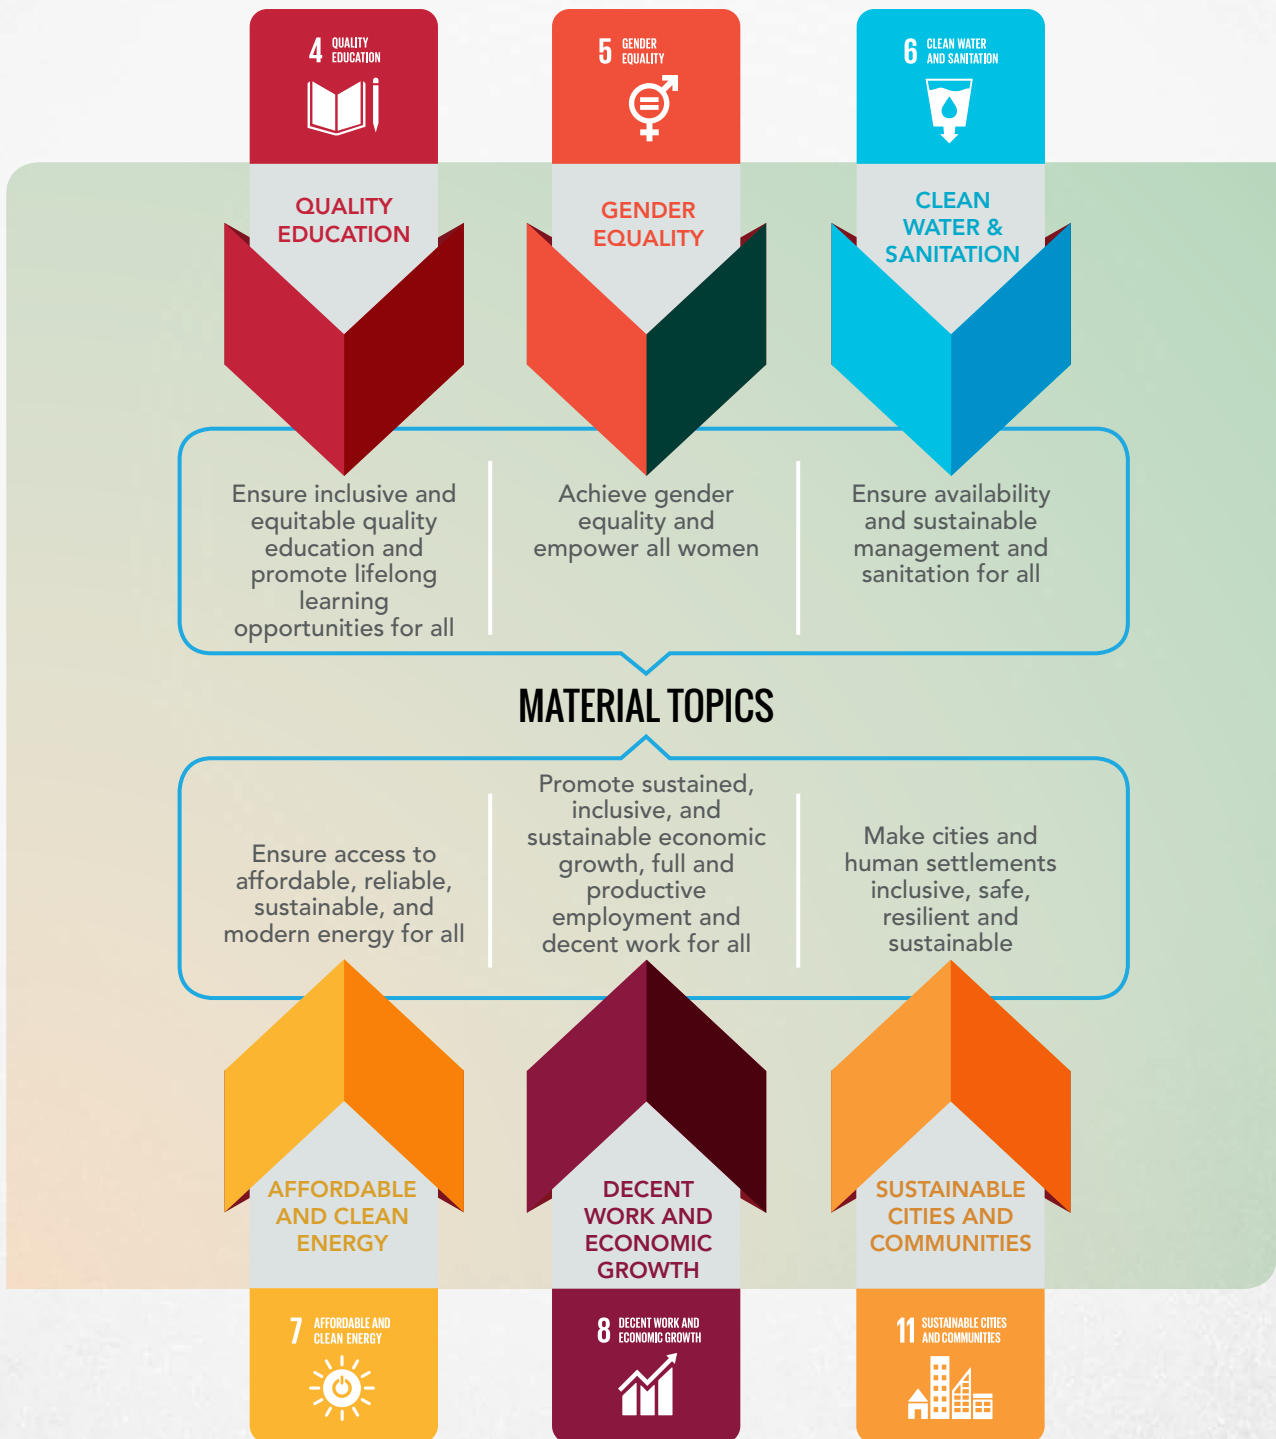 4 QUALITY
EDUCATION
5 GENDER
EQUALITY
6 CLEAN WATER
AND SANITATION
QUALITY
EDUCATION
GENDER
EQUALITY
CLEAN
WATER &
SANITATION
Ensure inclusive and
equitable quality
education and
promote lifelong
learning
opportunities for all
Achieve gender
equality and
empower all women
Ensure availability
and sustainable
management and
sanitation for all
MATERIAL TOPICS
Ensure access to
affordable, reliable,
sustainable, and
modern energy for all
Promote sustained,
inclusive, and
sustainable economic
growth, full and
productive
employment and
decent work for all
Make cities and
human settlements
inclusive, safe,
resilient and
sustainable
AFFORDABLE
AND CLEAN
ENERGY
DECENT
WORK AND
ECONOMIC
GROWTH
SUSTAINABLE
CITIES AND
COMMUNITIES
7 AFFORDABLE AND
CLEAN ENERGY
8 DECENT WORK AND
ECONOMIC GROWTH
11 SUSTAINABLE CITIES
AND COMMUNITIES